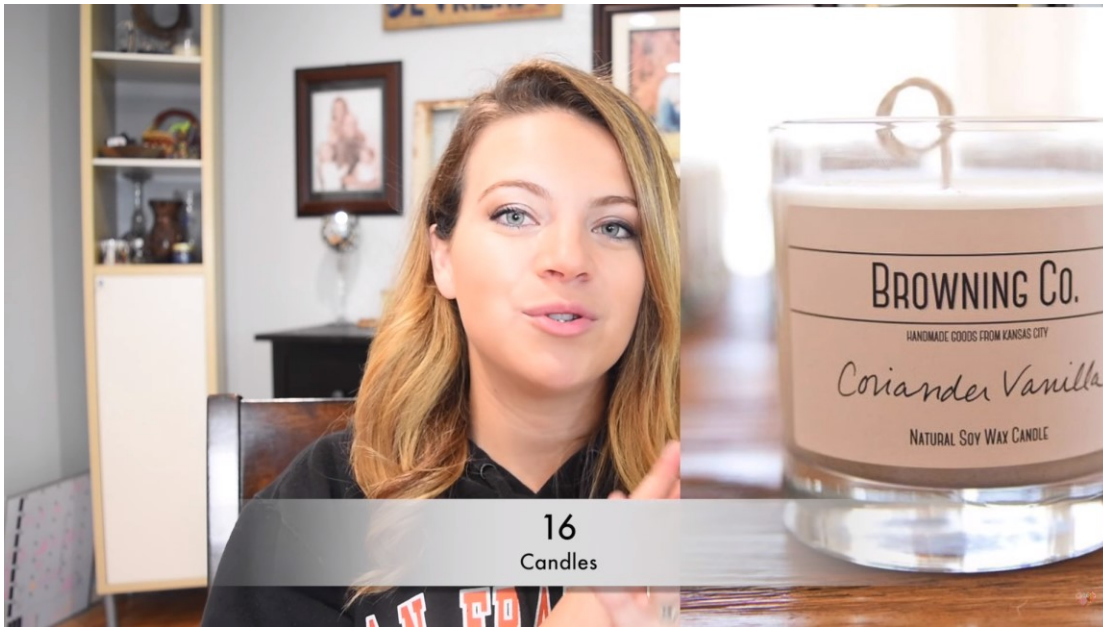 BROWNING CO.
HANDMADE GOODS FROM KANSAS CITY
Coriander Vanilla
NATURAL SOY WAX CANDLE
16
Candles